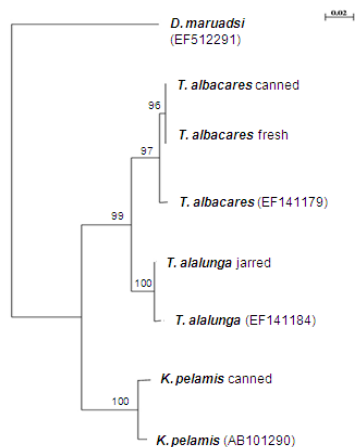 0.02
D. maruadsi
(EF512291)
T. albacares canned
96
T. albacares fresh
97
T. albacares (EF141179)
99
T. alalunga jarred
100
T. alalunga (EF141184)
K. pelamis canned
100
K. pelamis (AB101290)